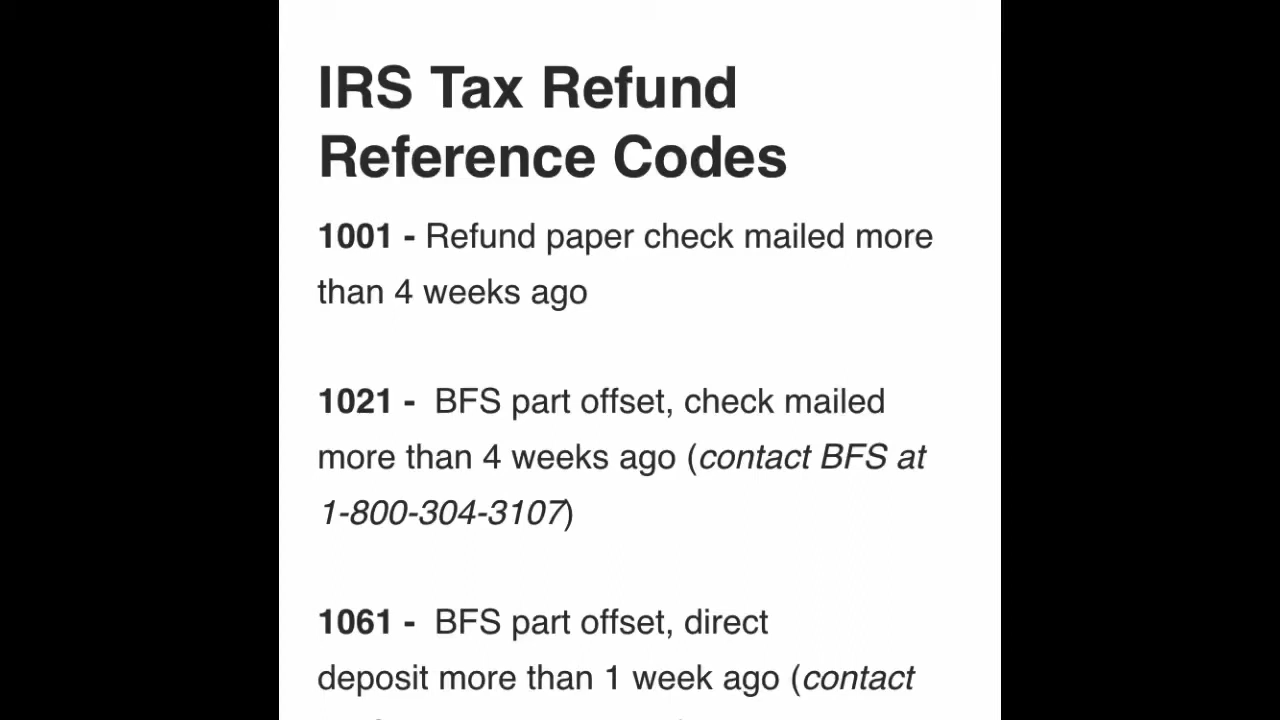 IRS Tax Refund
Reference Codes
1001 - Refund paper check mailed more
than 4 weeks ago
1021 - BFS part offset, check mailed
more than 4 weeks ago (contact BFS at
1-800-304-3107)
1061 - BFS part offset, direct
deposit more than 1 week ago (contact